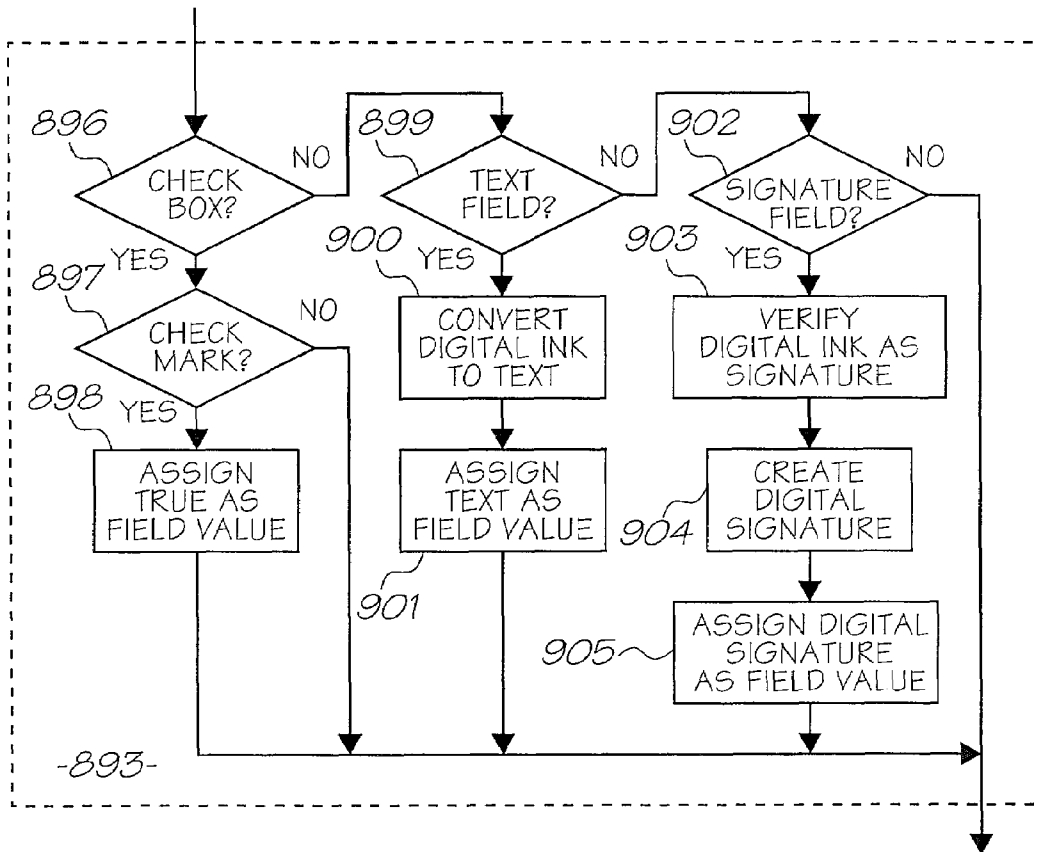 896
CHECK
BOX?
NO
YES
899
TEXT
FIELD?
NO
YES
902
SIGNATURE
FIELD?
NO
YES
897
CHECK
MARK?
NO
YES
900
CONVERT
DIGITAL INK
TO TEXT
903
VERIFY
DIGITAL INK AS
SIGNATURE
898
ASSIGN
TRUE AS
FIELD VALUE
ASSIGN
TEXT AS
FIELD VALUE
901
CREATE
DIGITAL
SIGNATURE
904
ASSIGN DIGITAL
SIGNATURE
AS FIELD VALUE
905
-893-